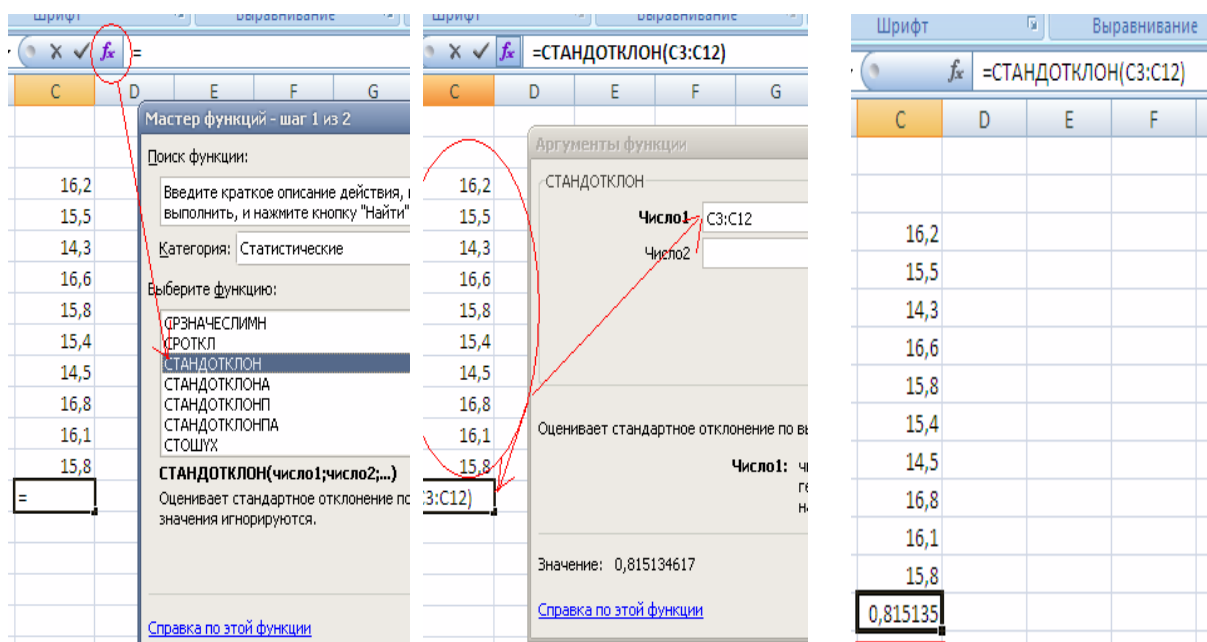 Шрифт Выравнивание
fx =
C D E F G
Мастер функций - шаг 1 из 2
Поиск функции:
Введите краткое описание действия,
выполнить, и нажмите кнопку "Найти"
Категория: Статистические
Выберите функцию:
СРЗНАЧЕСЛИМН
СРОТКЛ
СТАНДОТКЛОН
СТАНДОТКЛОНА
СТАНДОТКЛОНП
СТАНДОТКЛОНПА
СТОШYX
СТАНДОТКЛОН(число1;число2;...)
Оценивает стандартное отклонение по
значения игнорируются.
Справка по этой функции
16,2
15,5
14,3
16,6
15,8
15,4
14,5
16,8
16,1
15,8
=
Шрифт Выравнивание
fx =СТАНДОТКЛОН(C3:C12)
C D E F G
Аргументы функции
СТАНДОТКЛОН
Число1 C3:C12
Число2
Оценивает стандартное отклонение по
Число1:
Значение: 0,815134617
Справка по этой функции
16,2
15,5
14,3
16,6
15,8
15,4
14,5
16,8
16,1
15,8
C3:C12)
Шрифт Выравнивание
fx =СТАНДОТКЛОН(C3:C12)
C D E F
16,2
15,5
14,3
16,6
15,8
15,4
14,5
16,8
16,1
15,8
0,815135